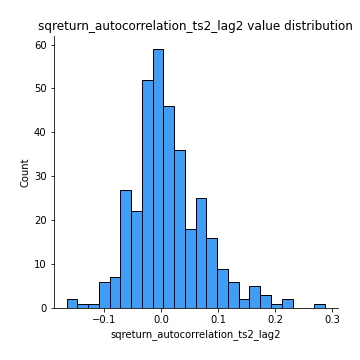 sqreturn_autocorrelation_ts2_lag2 value distribution
60
50
40
30
20
10
0
Count
−0.1 0.0 0.1 0.2 0.3
sqreturn_autocorrelation_ts2_lag2